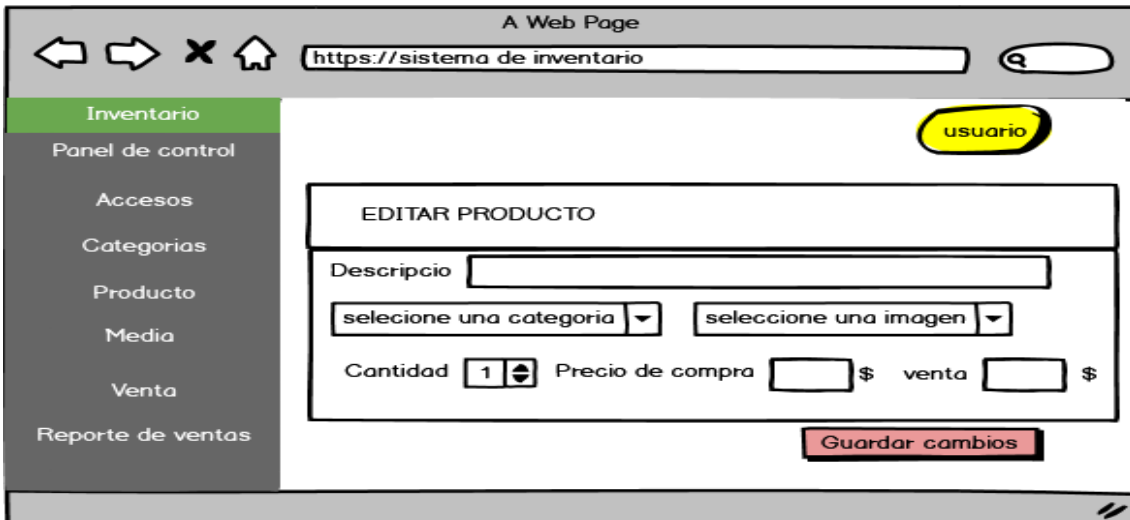 A Web Page
https://sistema de inventario
Inventario
Panel de control
Accesos
Categorias
Producto
Media
Venta
Reporte de ventas
usuario
EDITAR PRODUCTO
Descripcio
selecione una categoria seleccione una imagen
Cantidad 1 Precio de compra $ venta $
Guardar cambios